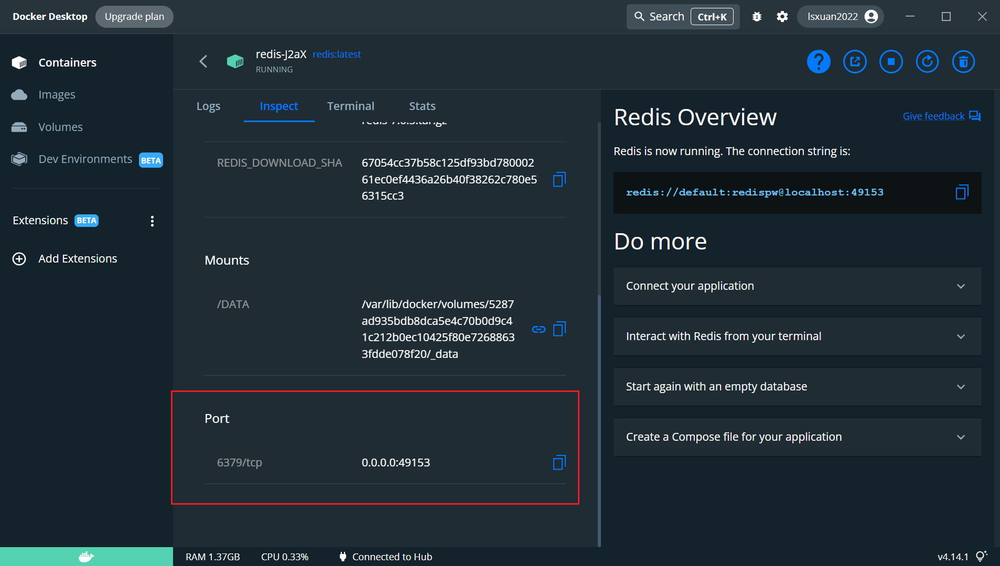 Docker Desktop
Upgrade plan
Search
Ctrl+K
lsxuan2022
Containers
Images
Volumes
Dev Environments
BETA
Extensions
BETA
Add Extensions
redis-J2aX
redis:latest
RUNNING
Logs
Inspect
Terminal
Stats
REDIS_DOWNLOAD_SHA
67054cc37b58c125df93bd780002
61ec0ef4436a26b40f38262c780e5
6315cc3
Mounts
/DATA
/var/lib/docker/volumes/5287
ad935bdb8dca5e4c70b0d9c4
1c212b0ec10425f80e7268863
3fdde078f20/_data
Port
6379/tcp
0.0.0.0:49153
Redis Overview
Give feedback
Redis is now running. The connection string is:
redis://default:redispw@localhost:49153
Do more
Connect your application
Interact with Redis from your terminal
Start again with an empty database
Create a Compose file for your application
RAM 1.37GB
CPU 0.33%
Connected to Hub
v4.14.1